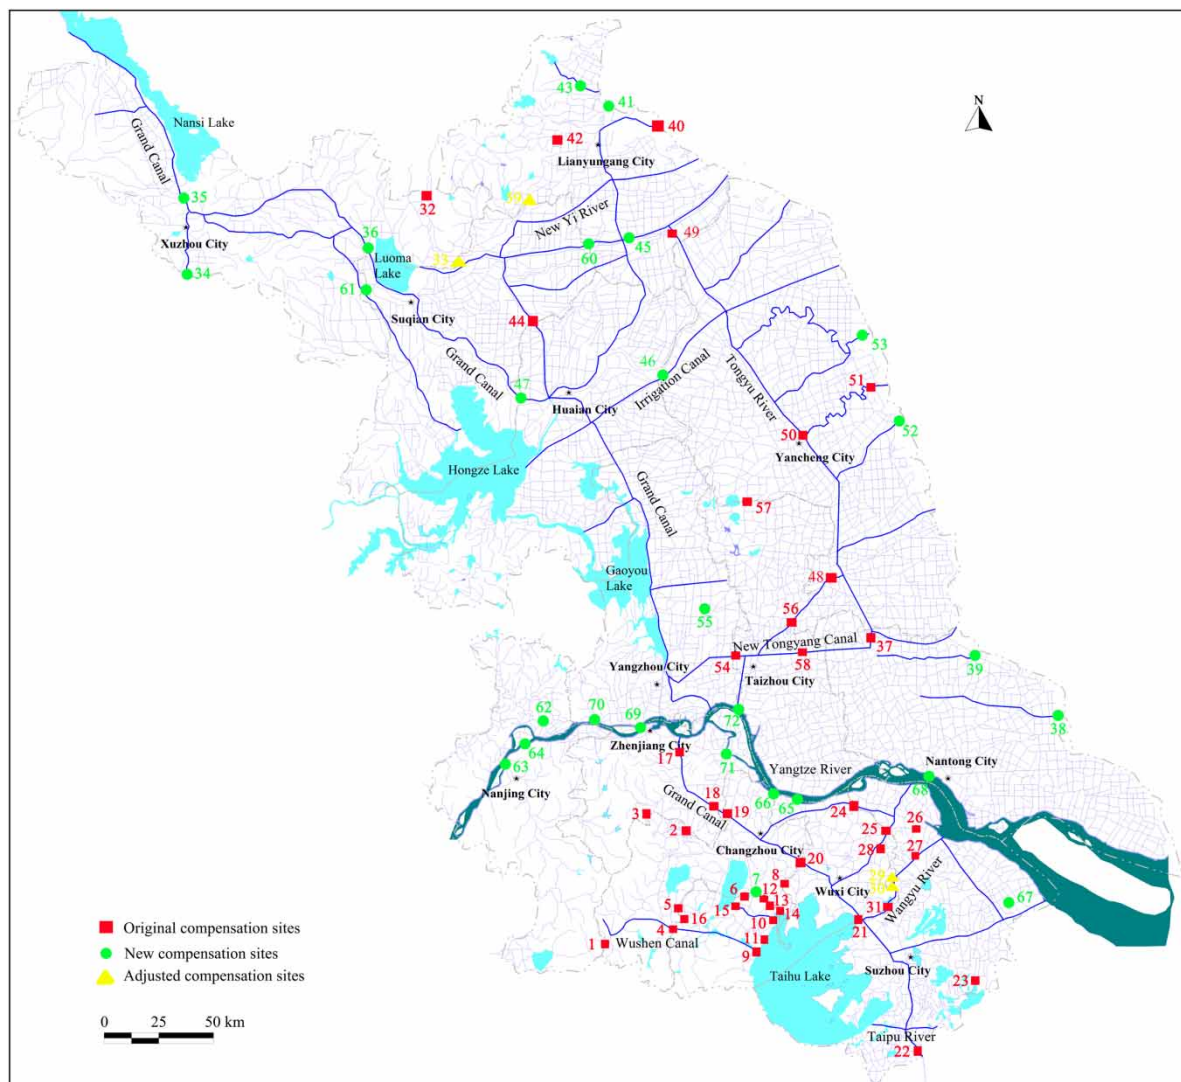 N
43
41
40
42
Lianyungang City
Nansi Lake
Grand Canal
35
32
39
New Yi River
49
Xuzhou City
36
Luoma
Lake
33
60
45
34
61
Suqian City
44
53
Grand Canal
46
Irrigation Canal
Tongyu River
51
47
Huaian City
52
50
Yancheng City
Hongze Lake
Grand Canal
57
Gaoyou
Lake
48
55
56
New Tongyang Canal
37
54
58
39
Yangzhou City
Taizhou City
62
70
69
72
38
Zhenjiang City
64
17
71
Yangtze River
Nantong City
63
Nanjing City
66
65
68
Grand Canal
18
19
24
3
2
25
26
Changzhou City
28
27
20
8
7
Wuxi City
29
30
Wangyu River
6
12
13
67
5
15
14
31
16
10
21
4
Original compensation sites
1
Wushen Canal
11
9
New compensation sites
Taihu Lake
Suzhou City
Adjusted compensation sites
23
0 25 50 km
Taipu River
22